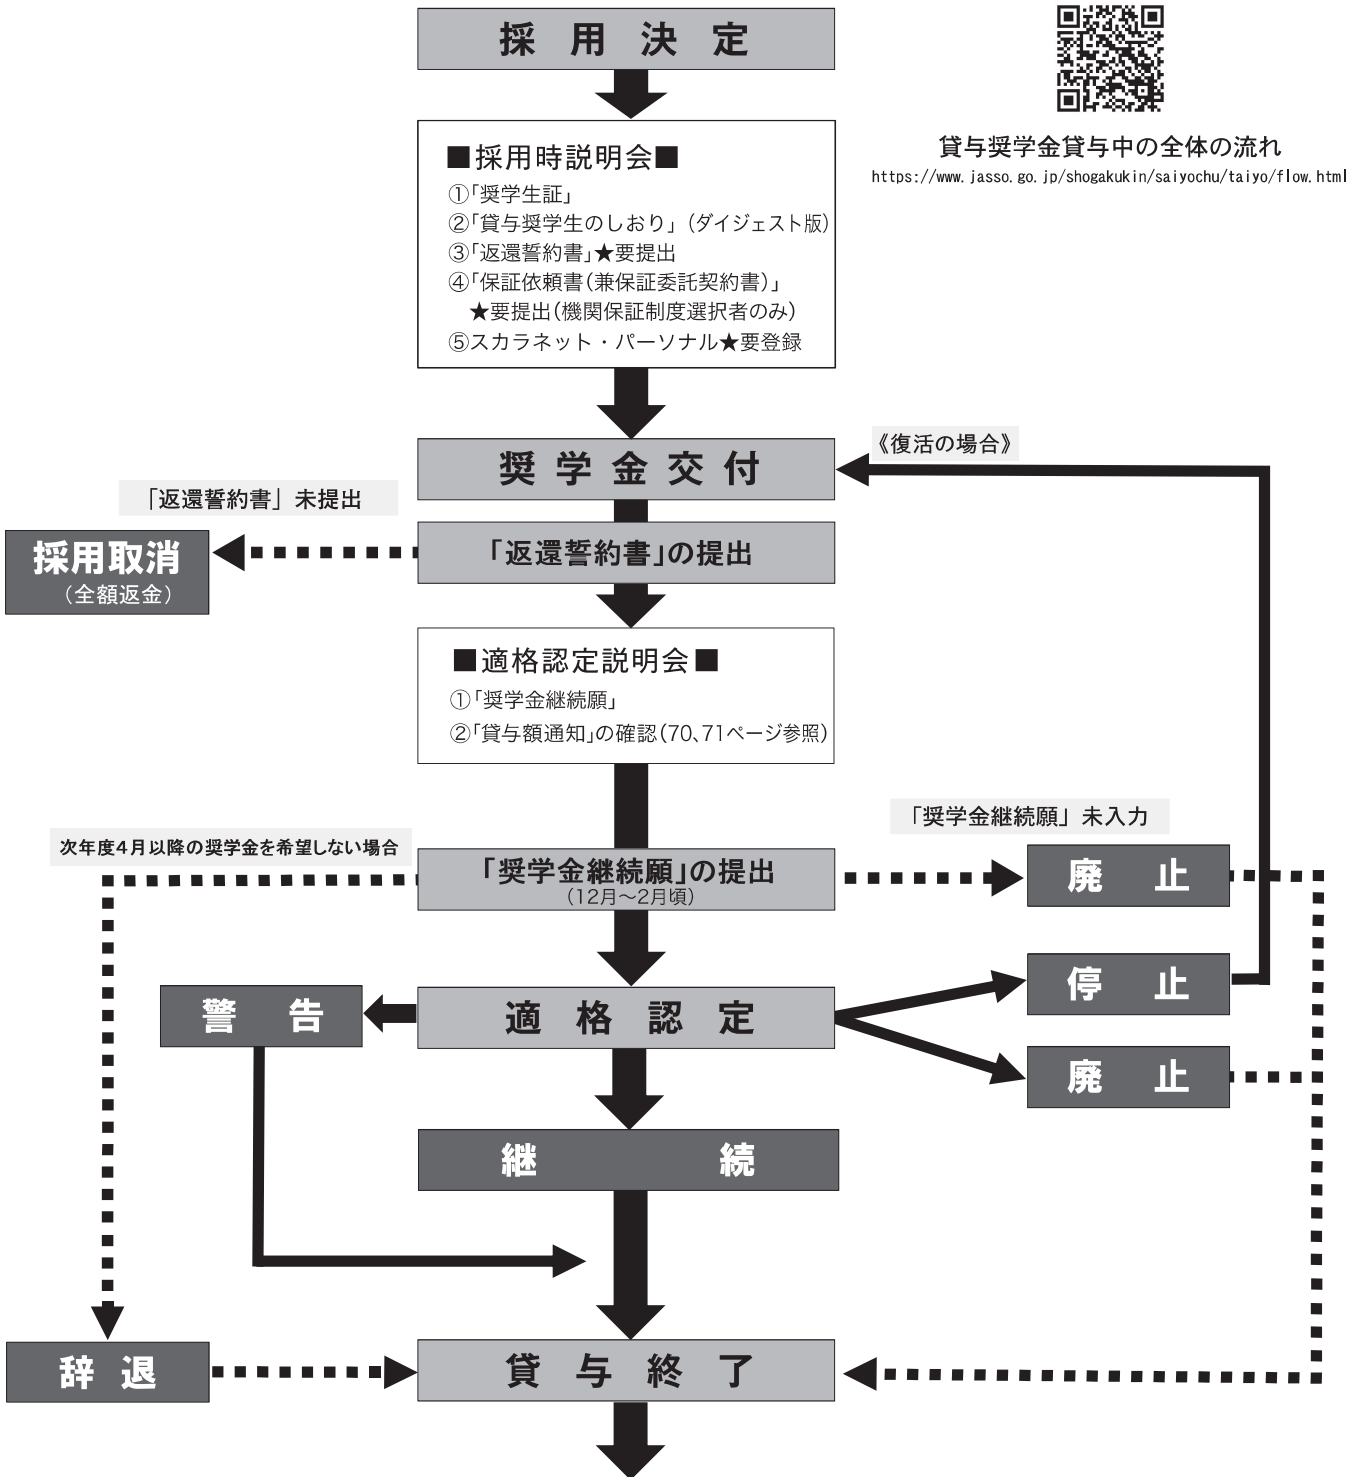 採用決定
貸与奨学金貸与中の全体の流れ
https://www.jasso.go.jp/shogakukin/saiyochu/taiyo/flow.html
■採用時説明会■
①「奨学生証」
②「貸与奨学生のしおり」(ダイジェスト版)
③「返還誓約書」★要提出
④「保証依頼書(兼保証委託契約書)」
★要提出(機関保証制度選択者のみ)
⑤スカラネット・パーソナル★要登録
《復活の場合》
奨学金交付
「返還誓約書」未提出
「返還誓約書」の提出
採用取消
(全額返金)
■適格認定説明会■
①「奨学金継続願」
②「貸与額通知」の確認(70、71ページ参照)
「奨学金継続願」未入力
次年度4月以降の奨学金を希望しない場合
「奨学金継続願」の提出
(12月~2月頃)
廃止
停止
警告
適格認定
廃止
継続
辞退
貸与終了